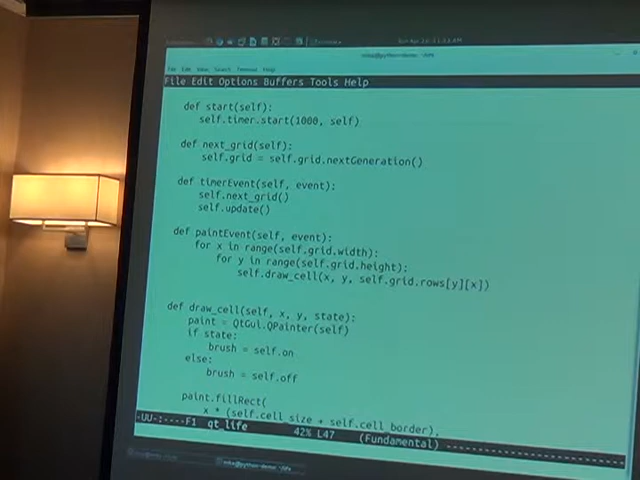 File Edit Options Buffers Tools Help
def start(self):
self.timer.start(1000, self)
def next_grid(self):
self.grid = self.grid.nextGeneration()
def timerEvent(self, event):
self.next_grid()
self.update()
def paintEvent(self, event):
for x in range(self.grid.width):
for y in range(self.grid.height):
self.draw_cell(x, y, self.grid.rows[y][x])
def draw_cell(self, x, y, state):
paint = QtGui.QPainter(self)
if state:
brush = self.on
else:
brush = self.off
paint.fillRect(
x * (self.cell_size + self.cell_border),
-UU-:----F1 qt_life 42% L47 (Fundamental)